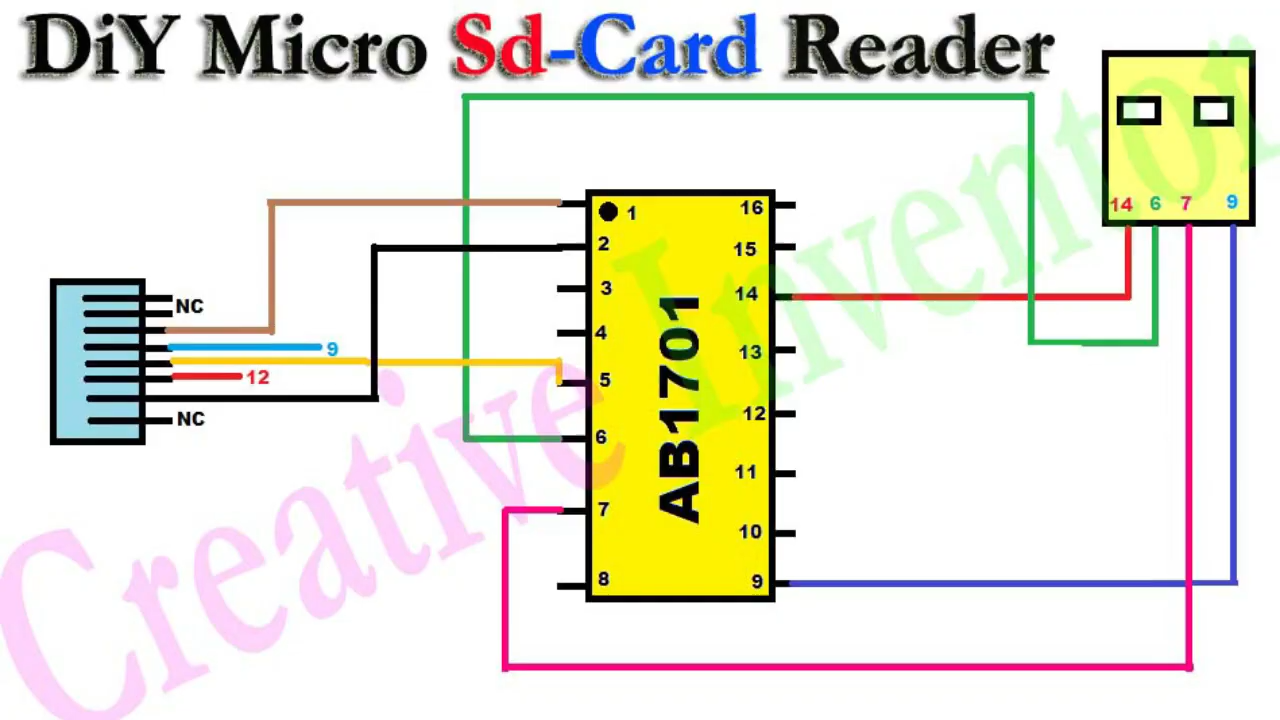 DiY Micro Sd-Card Reader
14 6 7 9
1 16
2 15
3 14
4 13
5 12
6 11
7 10
8 9
AB1701
NC
9
12
NC
Creative Inventor